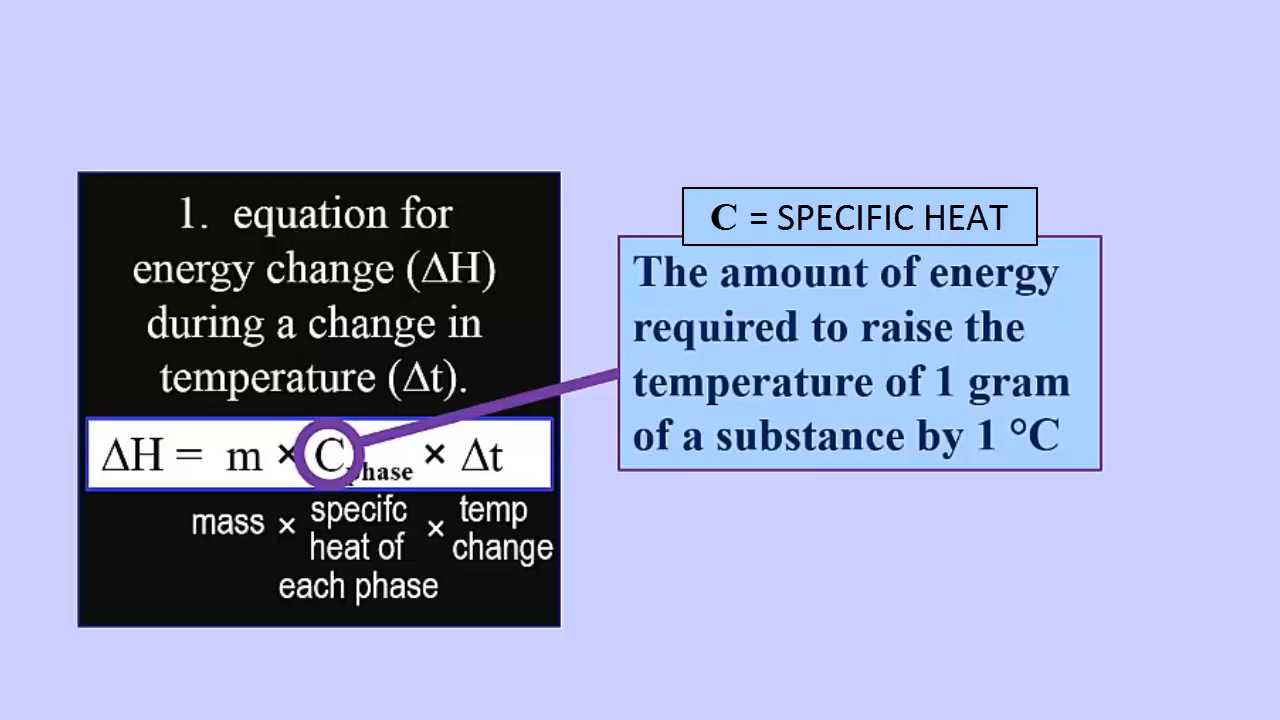 1. equation for
energy change (ΔH)
during a change in
temperature (Δt).
ΔH = m × Cphase × Δt
mass × specifc × temp
heat of change
each phase
C = SPECIFIC HEAT
The amount of energy
required to raise the
temperature of 1 gram
of a substance by 1 °C